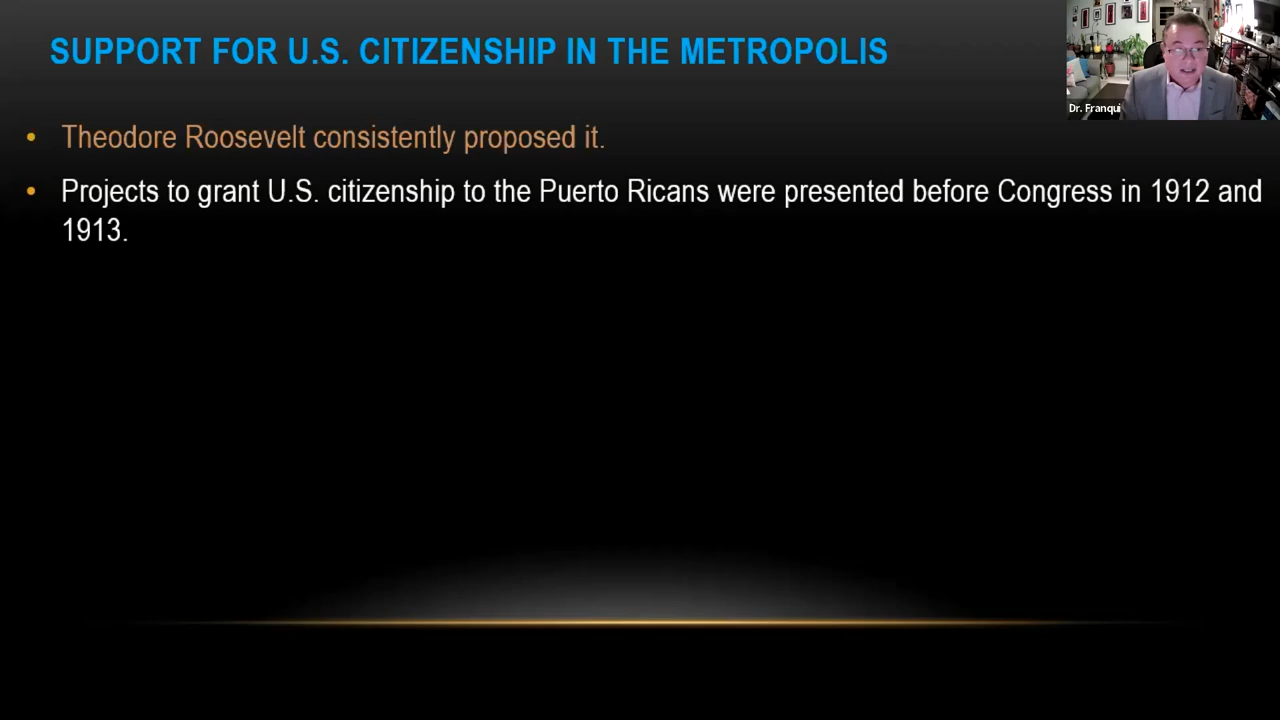 SUPPORT FOR U.S. CITIZENSHIP IN THE METROPOLIS
Dr. Franqui
• Theodore Roosevelt consistently proposed it.
• Projects to grant U.S. citizenship to the Puerto Ricans were presented before Congress in 1912 and
1913.